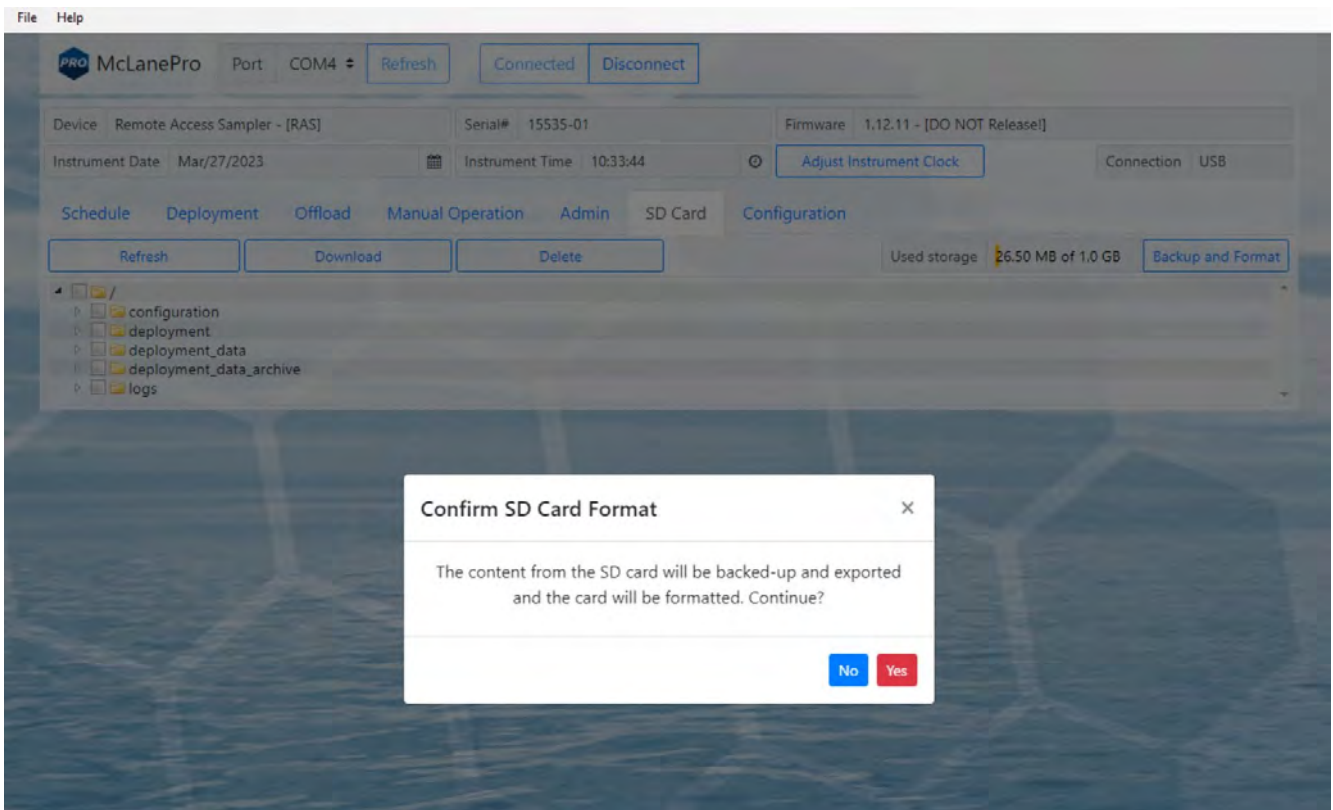 File Help
PRO McLanePro Port COM4 Refresh Connected Disconnect
Device Remote Access Sampler - [RAS] Serial# 15535-01 Firmware 1.12.11 - [DO NOT Release!]
Instrument Date Mar/27/2023 Instrument Time 10:33:44 Adjust Instrument Clock Connection USB
Schedule Deployment Offload Manual Operation Admin SD Card Configuration
Refresh Download Delete Used storage 26.50 MB of 1.0 GB Backup and Format
/
configuration
deployment
deployment_data
deployment_data_archive
logs
Confirm SD Card Format ×
The content from the SD card will be backed-up and exported
and the card will be formatted. Continue?
No Yes